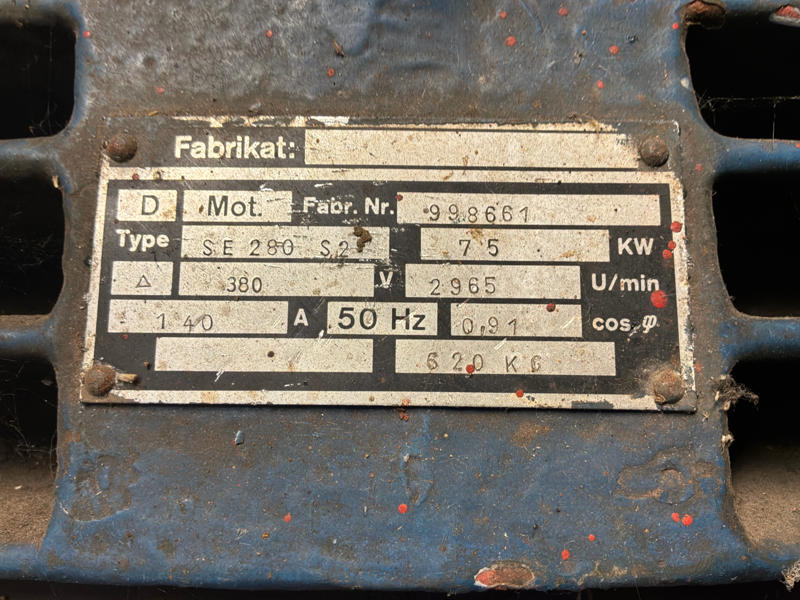 Fabrikat:
D Mot. Fabr. Nr. 998661
Type SE 280 S2 75 KW
△ 380 V 2965 U/min
140 A 50 Hz 0,91 cos φ
620 KG